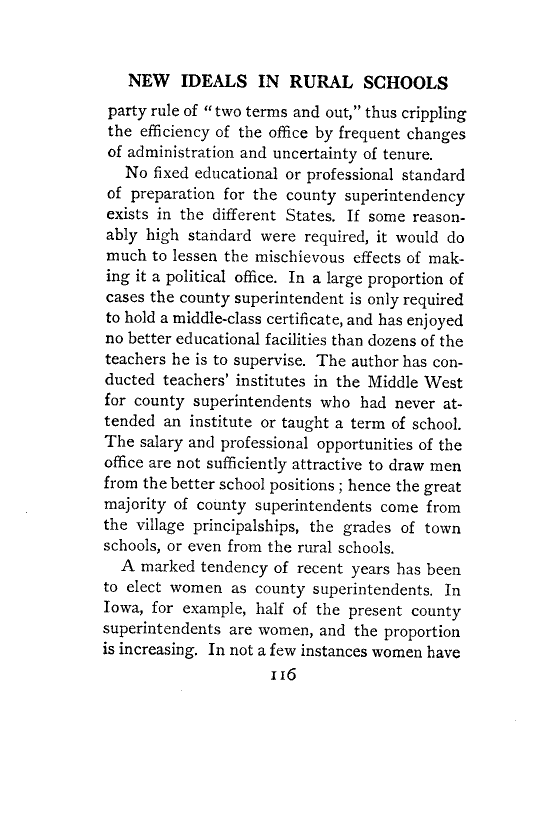 NEW IDEALS IN RURAL SCHOOLS
party rule of “two terms and out,” thus crippling
the efficiency of the office by frequent changes
of administration and uncertainty of tenure.
No fixed educational or professional standard
of preparation for the county superintendency
exists in the different States. If some reason-
ably high standard were required, it would do
much to lessen the mischievous effects of mak-
ing it a political office. In a large proportion of
cases the county superintendent is only required
to hold a middle-class certificate, and has enjoyed
no better educational facilities than dozens of the
teachers he is to supervise. The author has con-
ducted teachers’ institutes in the Middle West
for county superintendents who had never at-
tended an institute or taught a term of school.
The salary and professional opportunities of the
office are not sufficiently attractive to draw men
from the better school positions ; hence the great
majority of county superintendents come from
the village principalships, the grades of town
schools, or even from the rural schools.
A marked tendency of recent years has been
to elect women as county superintendents. In
Iowa, for example, half of the present county
superintendents are women, and the proportion
is increasing. In not a few instances women have
116